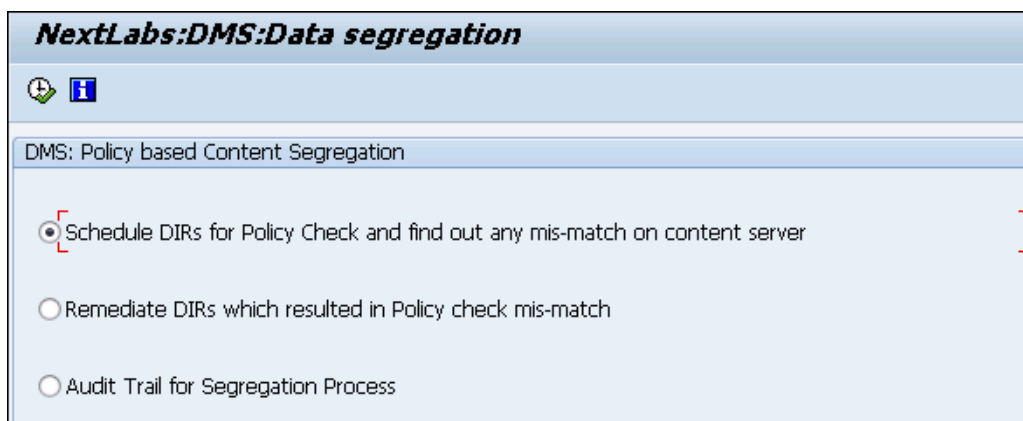 NextLabs:DMS:Data segregation
DMS: Policy based Content Segregation
Schedule DIRs for Policy Check and find out any mis-match on content server
Remediate DIRs which resulted in Policy check mis-match
Audit Trail for Segregation Process